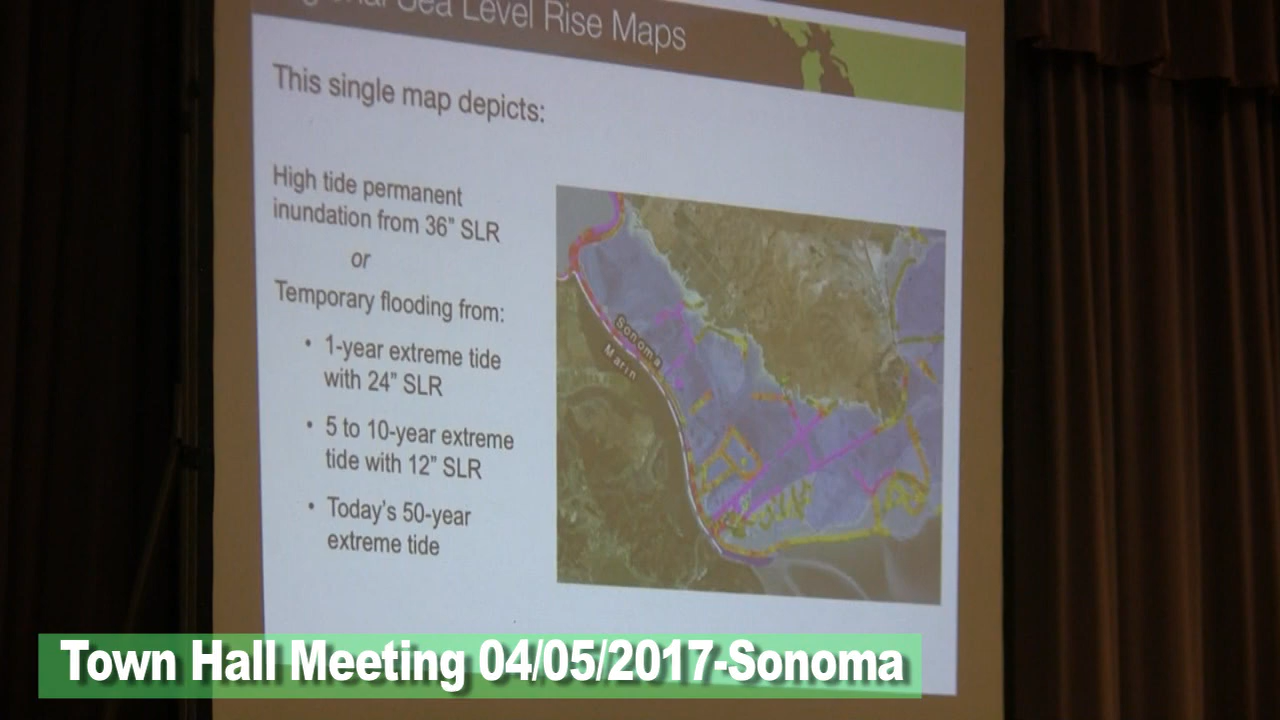 Sea Level Rise Maps
This single map depicts:
High tide permanent
inundation from 36” SLR
or
Temporary flooding from:
• 1-year extreme tide
with 24” SLR
• 5 to 10-year extreme
tide with 12” SLR
• Today’s 50-year
extreme tide
Sonoma
Marin
Town Hall Meeting 04/05/2017-Sonoma